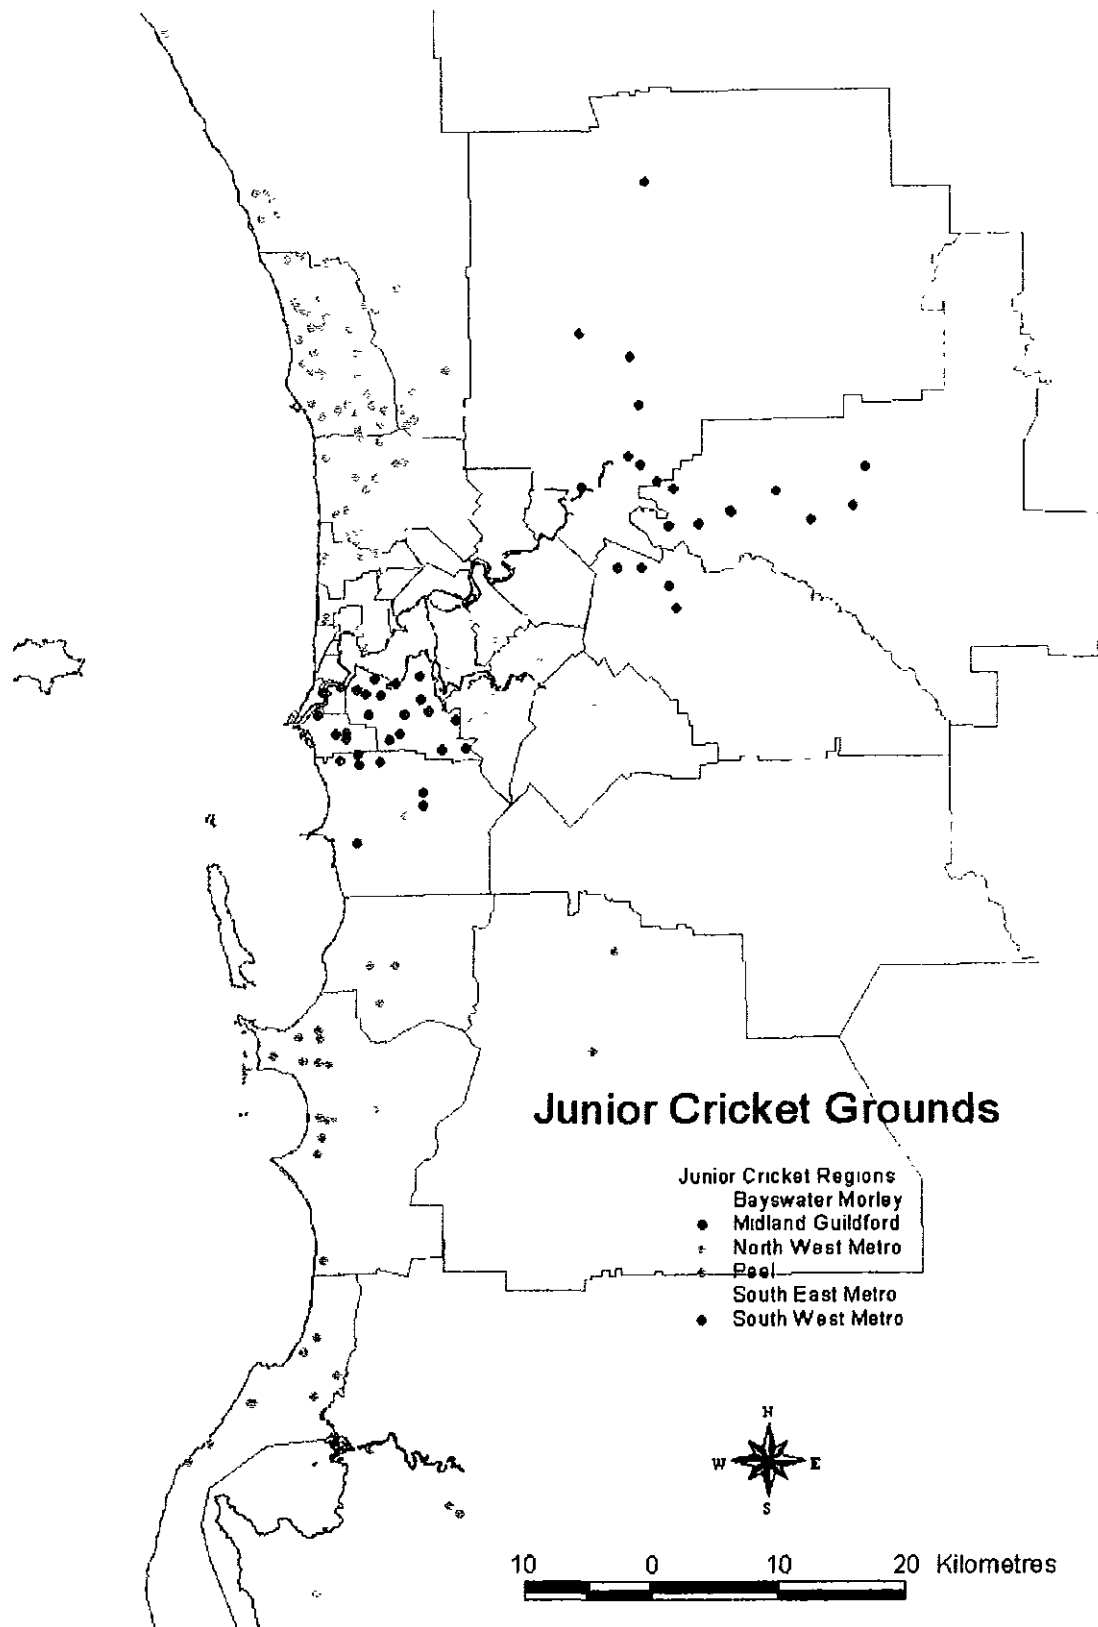 Junior Cricket Grounds
Junior Cricket Regions
Bayswater Morley
Midland Guildford
North West Metro
Peel
South East Metro
South West Metro
N
W E
S
10 0 10 20 Kilometres